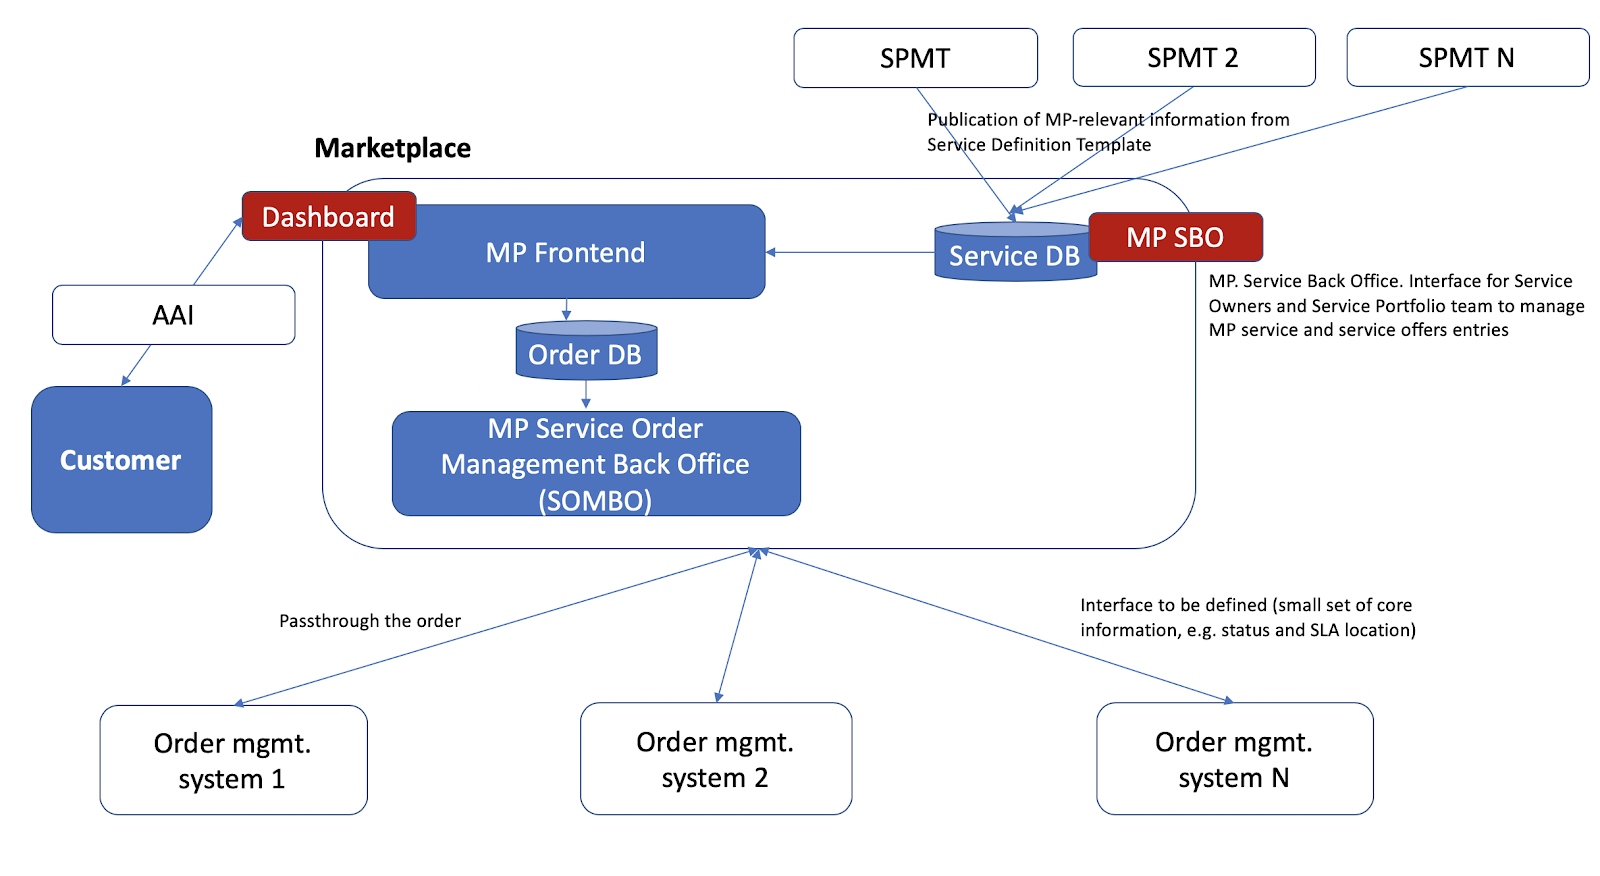 SPMT
SPMT 2
SPMT N
Publication of MP-relevant information from
Service Definition Template
Marketplace
Dashboard
MP Frontend
Service DB
MP SBO
MP. Service Back Office. Interface for Service
Owners and Service Portfolio team to manage
MP service and service offers entries
AAI
Order DB
Customer
MP Service Order
Management Back Office
(SOMBO)
Passthrough the order
Interface to be defined (small set of core
information, e.g. status and SLA location)
Order mgmt.
system 1
Order mgmt.
system 2
Order mgmt.
system N